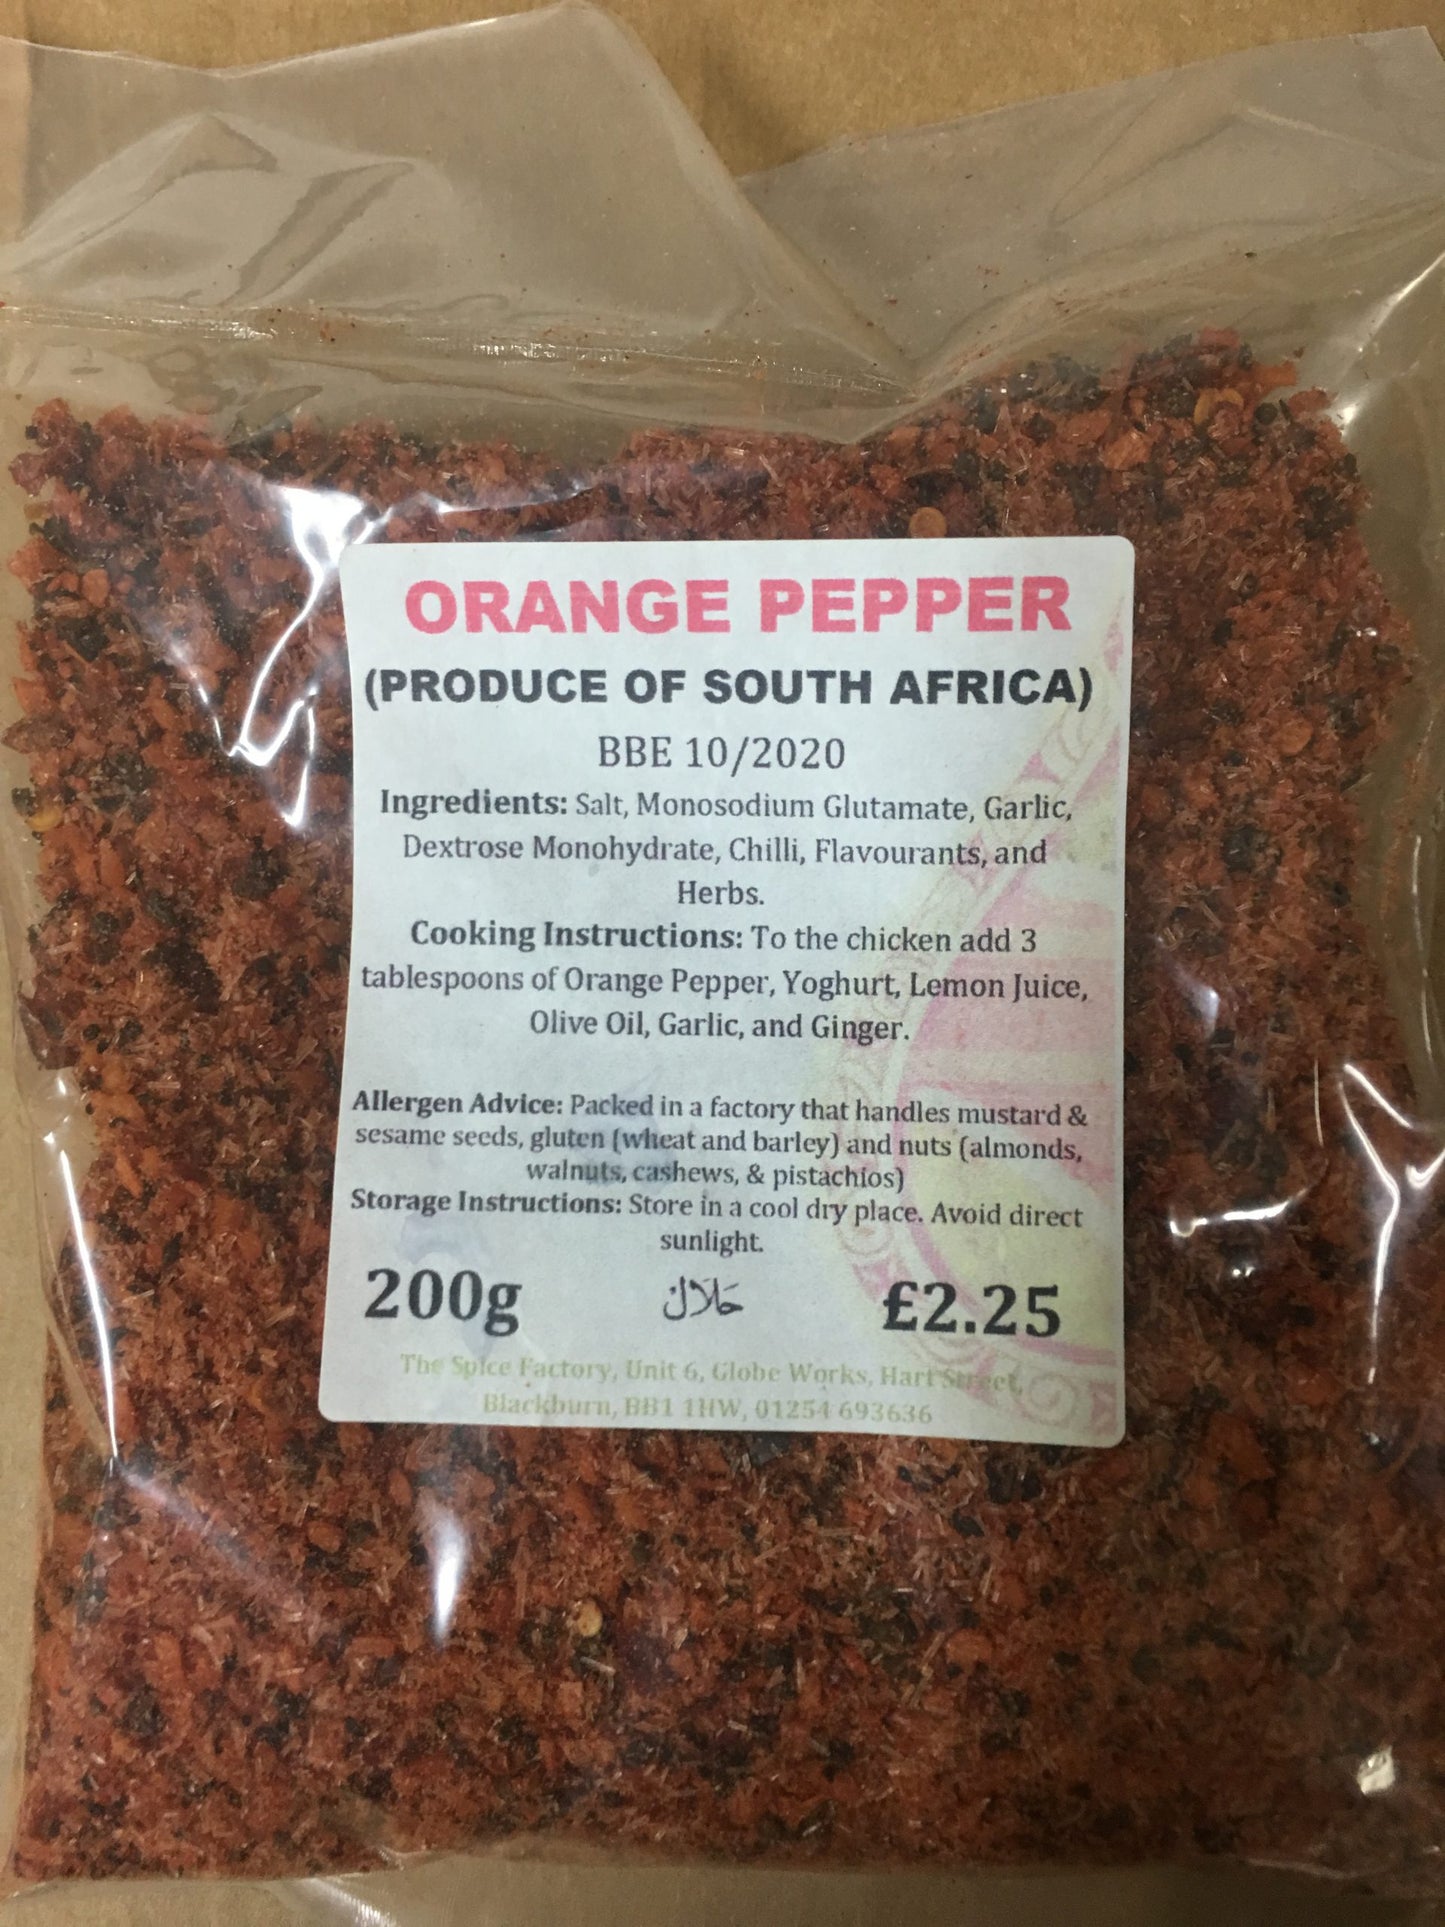 ORANGE PEPPER
(PRODUCE OF SOUTH AFRICA)
BBE 10/2020
Ingredients: Salt, Monosodium Glutamate, Garlic,
Dextrose Monohydrate, Chilli, Flavourants, and
Herbs.
Cooking Instructions: To the chicken add 3
tablespoons of Orange Pepper, Yoghurt, Lemon Juice,
Olive Oil, Garlic, and Ginger.
Allergen Advice: Packed in a factory that handles mustard &
sesame seeds, gluten (wheat and barley) and nuts (almonds,
walnuts, cashews, & pistachios)
Storage Instructions: Store in a cool dry place. Avoid direct
sunlight.
200g حَلَالْ £2.25
The Spice Factory, Unit 6, Globe Works, Hart Street,
Blackburn, BB1 1HW, 01254 693636